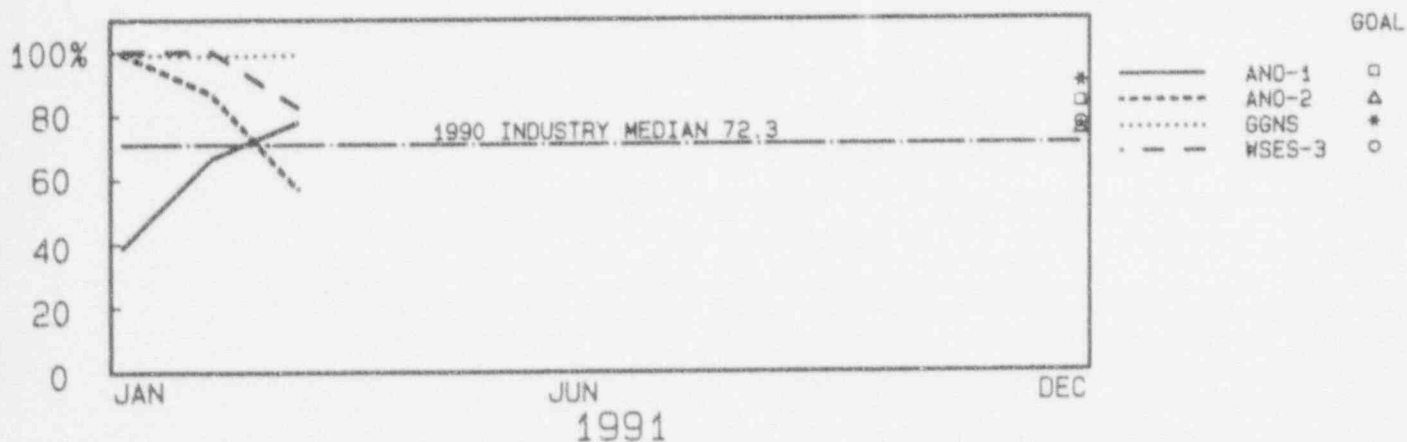 GOAL
100%
ANO-1
80
ANO-2
1990 INDUSTRY MEDIAN 72.3
GGNS
WSES-3
60
40
20
0
JAN
JUN
DEC
1991